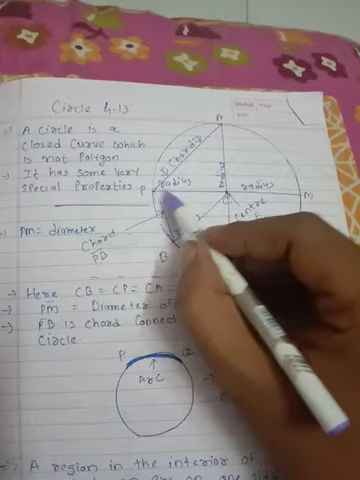 Circle 4.13
A circle is a
closed Curve which
is not Polygon
It has some very
special Properties
A
Chord
radius
radius
radius
P
M
Centre
B
Pm = diameter
Chord
PB
Here CB = CP = CA =
Pm = Diameter of
PB is Chord Connect
Circle
P
Q
Arc
A region in the interior of